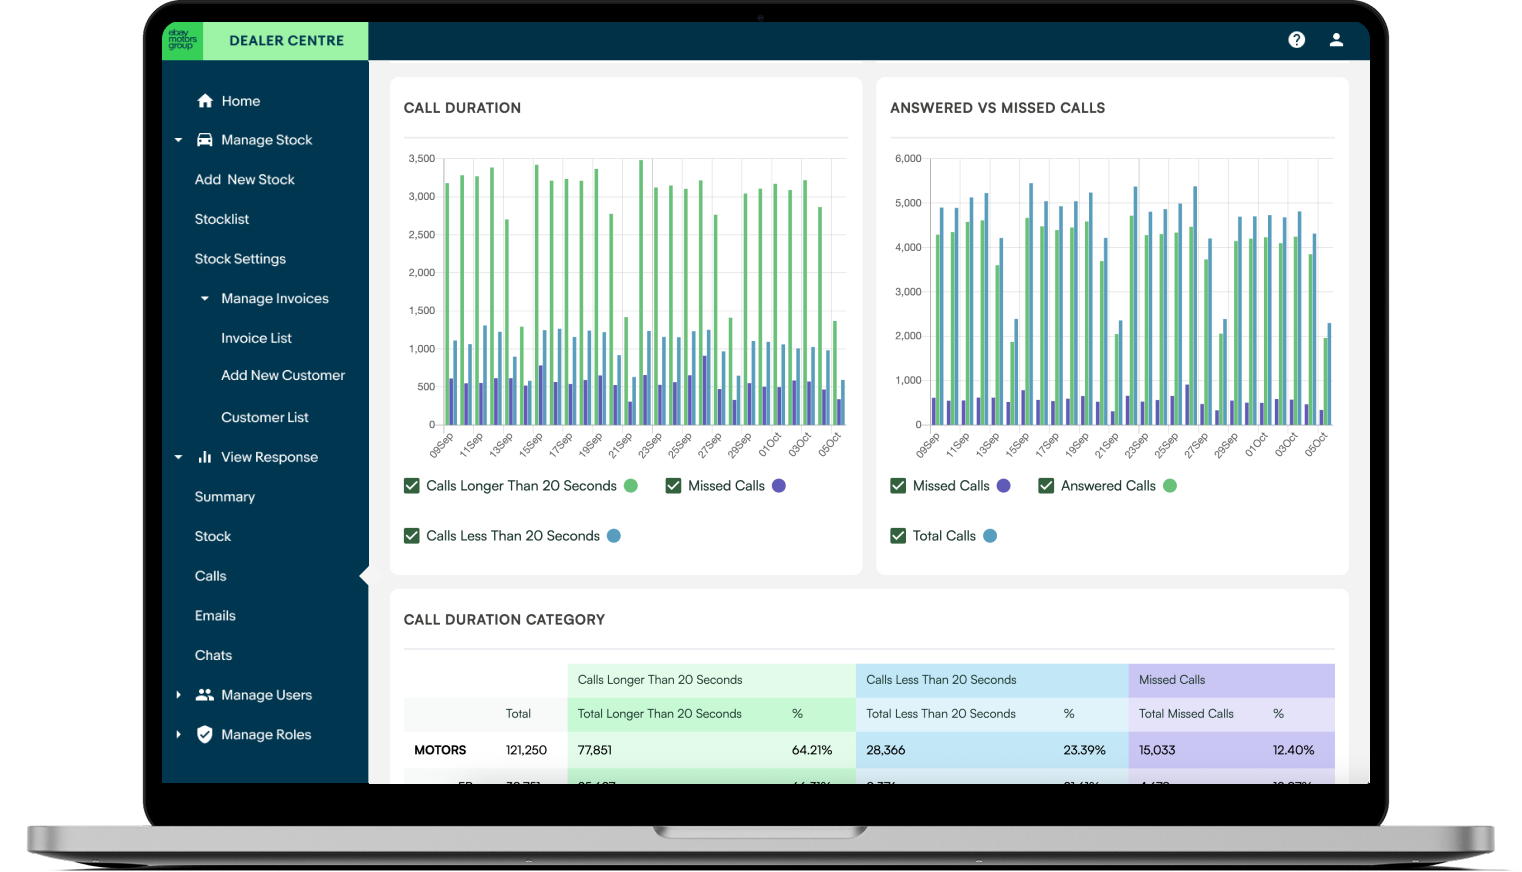 ebay
motors
group
DEALER CENTRE
Home
Manage Stock
Add New Stock
Stocklist
Stock Settings
Manage Invoices
Invoice List
Add New Customer
Customer List
View Response
Summary
Stock
Calls
Emails
Chats
Manage Users
Manage Roles
CALL DURATION
3,500
3,000
2,500
2,000
1,500
1,000
500
0
09Sep 11Sep 13Sep 15Sep 17Sep 19Sep 21Sep 23Sep 25Sep 27Sep 29Sep 01Oct 03Oct 05Oct
Calls Longer Than 20 Seconds Missed Calls
Calls Less Than 20 Seconds
ANSWERED VS MISSED CALLS
6,000
5,000
4,000
3,000
2,000
1,000
0
09Sep 11Sep 13Sep 15Sep 17Sep 19Sep 21Sep 23Sep 25Sep 27Sep 29Sep 01Oct 03Oct 05Oct
Missed Calls Answered Calls
Total Calls
CALL DURATION CATEGORY
Calls Longer Than 20 Seconds Calls Less Than 20 Seconds Missed Calls
Total Total Longer Than 20 Seconds % Total Less Than 20 Seconds % Total Missed Calls %
MOTORS 121,250 77,851 64.21% 28,366 23.39% 15,033 12.40%